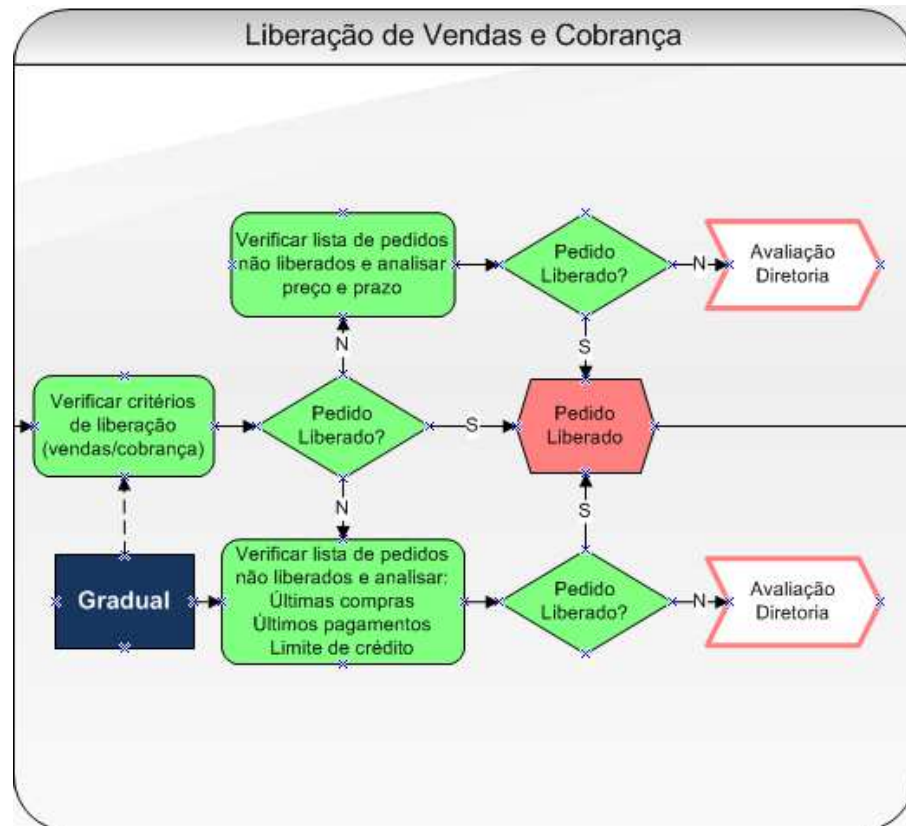 Liberação de Vendas e Cobrança
Verificar lista de pedidos
não liberados e analisar
preço e prazo
Pedido
Liberado?
N
Avaliação
Diretoria
N
S
Verificar critérios
de liberação
(vendas/cobrança)
Pedido
Liberado?
S
Pedido
Liberado
N
S
Gradual
Verificar lista de pedidos
não liberados e analisar:
Últimas compras
Últimos pagamentos
Limite de crédito
Pedido
Liberado?
N
Avaliação
Diretoria